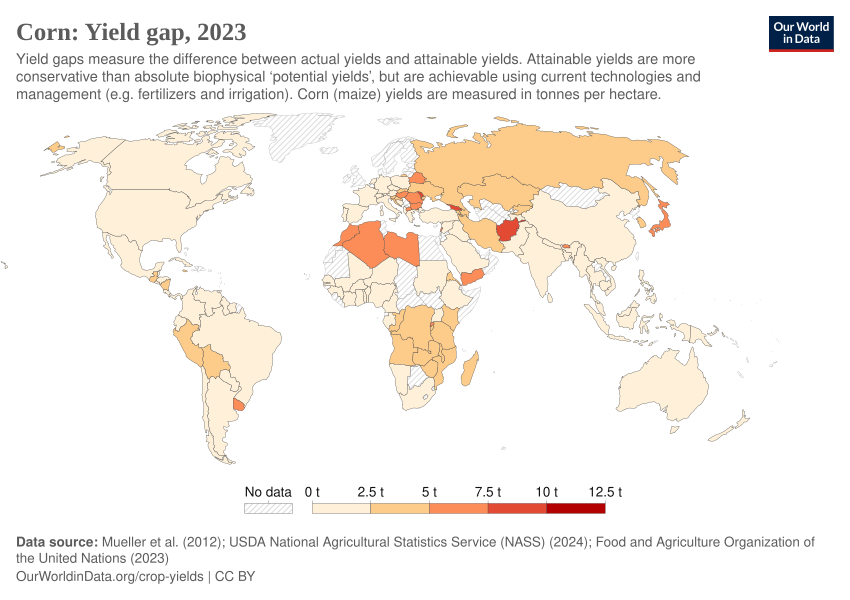 Corn: Yield gap, 2023
Our World
in Data
Yield gaps measure the difference between actual yields and attainable yields. Attainable yields are more
conservative than absolute biophysical ‘potential yields’, but are achievable using current technologies and
management (e.g. fertilizers and irrigation). Corn (maize) yields are measured in tonnes per hectare.
No data 0 t 2.5 t 5 t 7.5 t 10 t 12.5 t
Data source: Mueller et al. (2012); USDA National Agricultural Statistics Service (NASS) (2024); Food and Agriculture Organization of
the United Nations (2023)
OurWorldinData.org/crop-yields | CC BY